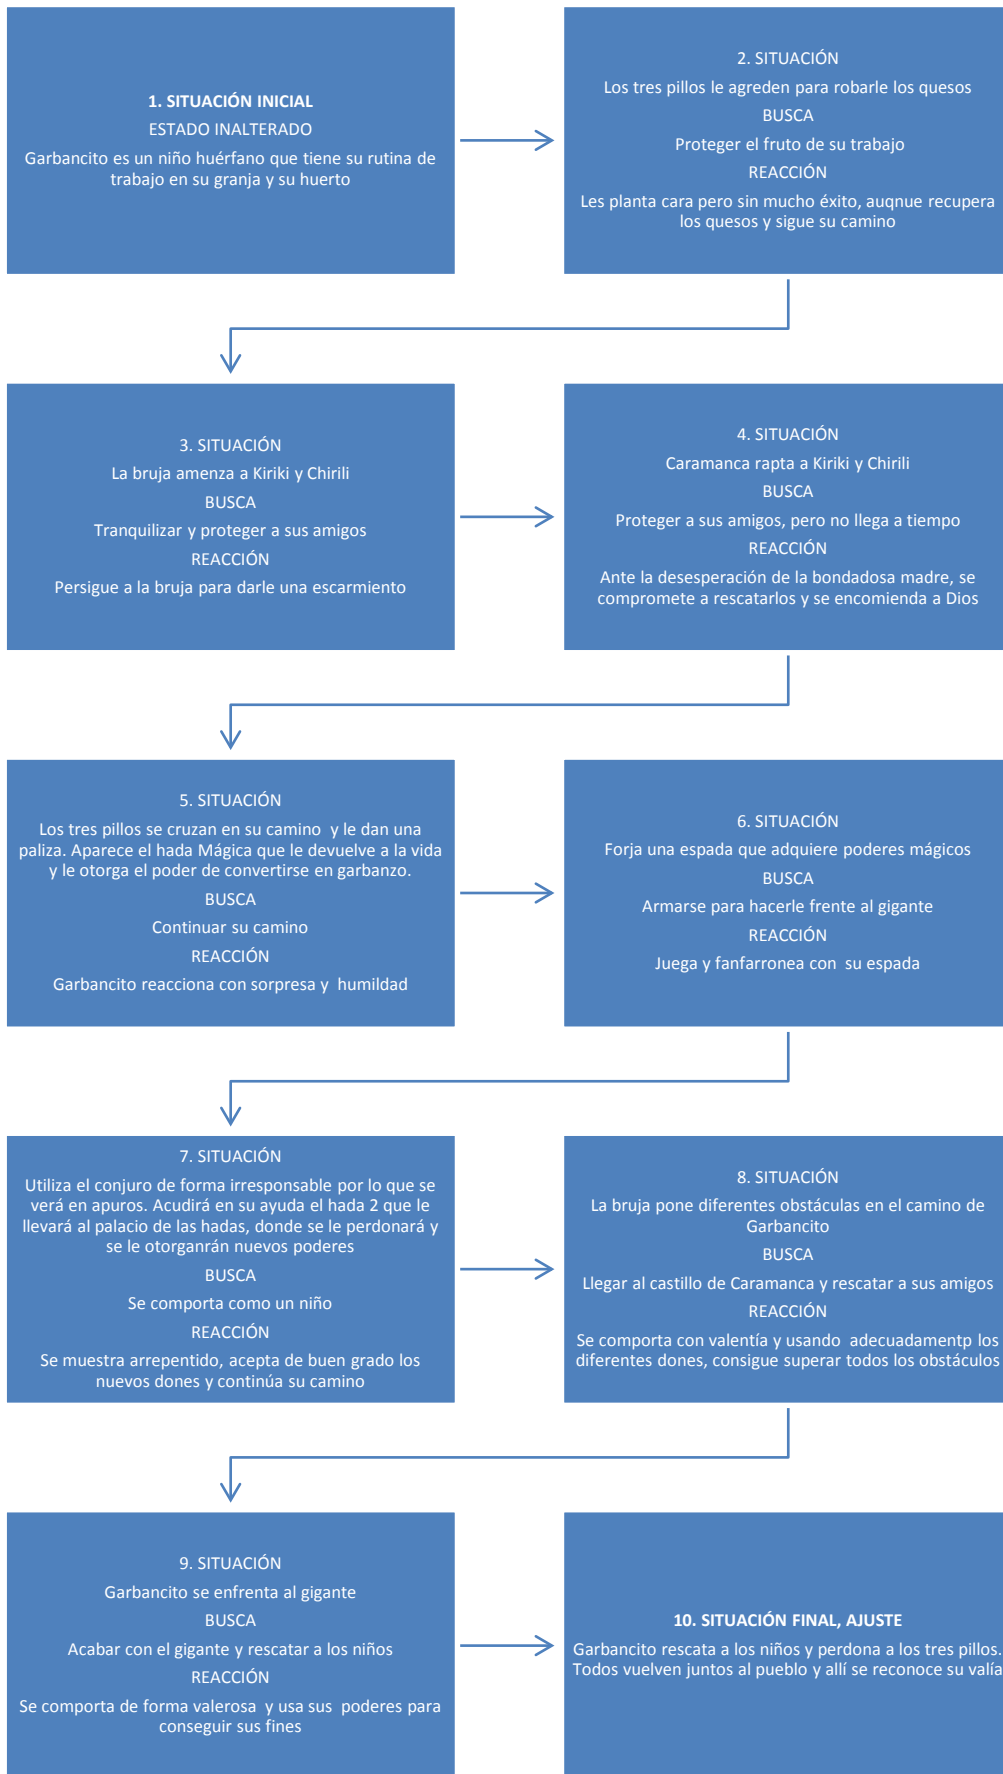 1. SITUACIÓN INICIAL
ESTADO INALTERADO
Garbancito es un niño huérfano que tiene su rutina de
trabajo en su granja y su huerto
2. SITUACIÓN
Los tres pillos le agreden para robarle los quesos
BUSCA
Proteger el fruto de su trabajo
REACCIÓN
Les planta cara pero sin mucho éxito, auqnue recupera
los quesos y sigue su camino
3. SITUACIÓN
La bruja amenza a Kiriki y Chirili
BUSCA
Tranquilizar y proteger a sus amigos
REACCIÓN
Persigue a la bruja para darle una escarmiento
4. SITUACIÓN
Caramanca rapta a Kiriki y Chirili
BUSCA
Proteger a sus amigos, pero no llega a tiempo
REACCIÓN
Ante la desesperación de la bondadosa madre, se
compromete a rescatarlos y se encomienda a Dios
5. SITUACIÓN
Los tres pillos se cruzan en su camino y le dan una
paliza. Aparece el hada Mágica que le devuelve a la vida
y le otorga el poder de convertirse en garbanzo.
BUSCA
Continuar su camino
REACCIÓN
Garbancito reacciona con sorpresa y humildad
6. SITUACIÓN
Forja una espada que adquiere poderes mágicos
BUSCA
Armarse para hacerle frente al gigante
REACCIÓN
Juega y fanfarronea con su espada
7. SITUACIÓN
Utiliza el conjuro de forma irresponsable por lo que se
verá en apuros. Acudirá en su ayuda el hada 2 que le
llevará al palacio de las hadas, donde se le perdonará y
se le otorganrán nuevos poderes
BUSCA
Se comporta como un niño
REACCIÓN
Se muestra arrepentido, acepta de buen grado los
nuevos dones y continúa su camino
8. SITUACIÓN
La bruja pone diferentes obstáculas en el camino de
Garbancito
BUSCA
Llegar al castillo de Caramanca y rescatar a sus amigos
REACCIÓN
Se comporta con valentía y usando adecuadamentp los
diferentes dones, consigue superar todos los obstáculos
9. SITUACIÓN
Garbancito se enfrenta al gigante
BUSCA
Acabar con el gigante y rescatar a los niños
REACCIÓN
Se comporta de forma valerosa y usa sus poderes para
conseguir sus fines
10. SITUACIÓN FINAL, AJUSTE
Garbancito rescata a los niños y perdona a los tres pillos.
Todos vuelven juntos al pueblo y allí se reconoce su valía